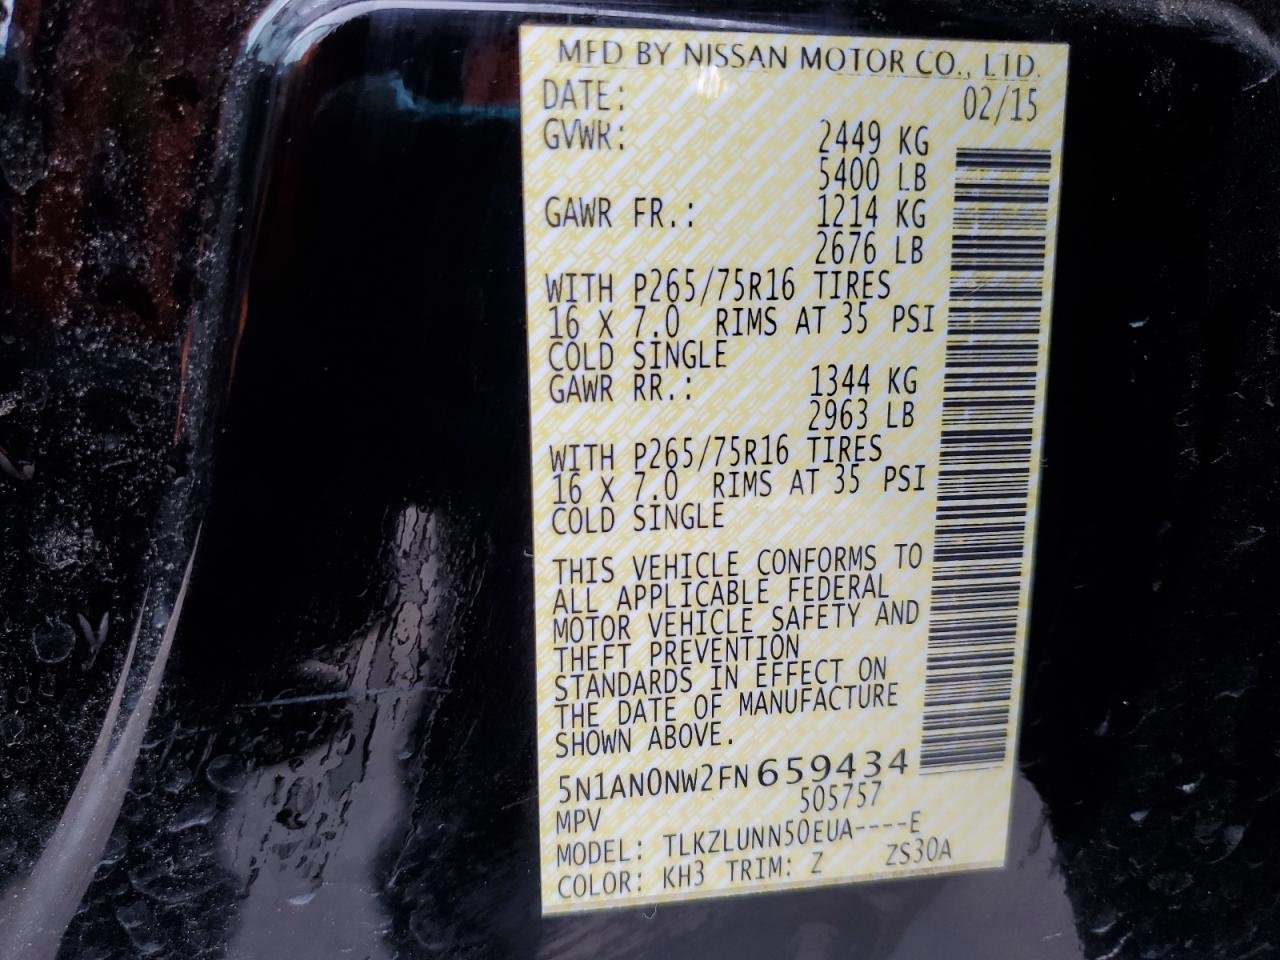 MFD BY NISSAN MOTOR CO., LTD.
DATE: 02/15
GVWR: 2449 KG
5400 LB
GAWR FR.: 1214 KG
2676 LB
WITH P265/75R16 TIRES
16 X 7.0 RIMS AT 35 PSI
COLD SINGLE
GAWR RR.: 1344 KG
2963 LB
WITH P265/75R16 TIRES
16 X 7.0 RIMS AT 35 PSI
COLD SINGLE
THIS VEHICLE CONFORMS TO
ALL APPLICABLE FEDERAL
MOTOR VEHICLE SAFETY AND
THEFT PREVENTION
STANDARDS IN EFFECT ON
THE DATE OF MANUFACTURE
SHOWN ABOVE.
5N1AN0NW2FN659434
MPV 505757
MODEL: TLKZLUNN50EUA----E
COLOR: KH3 TRIM: Z ZS30A